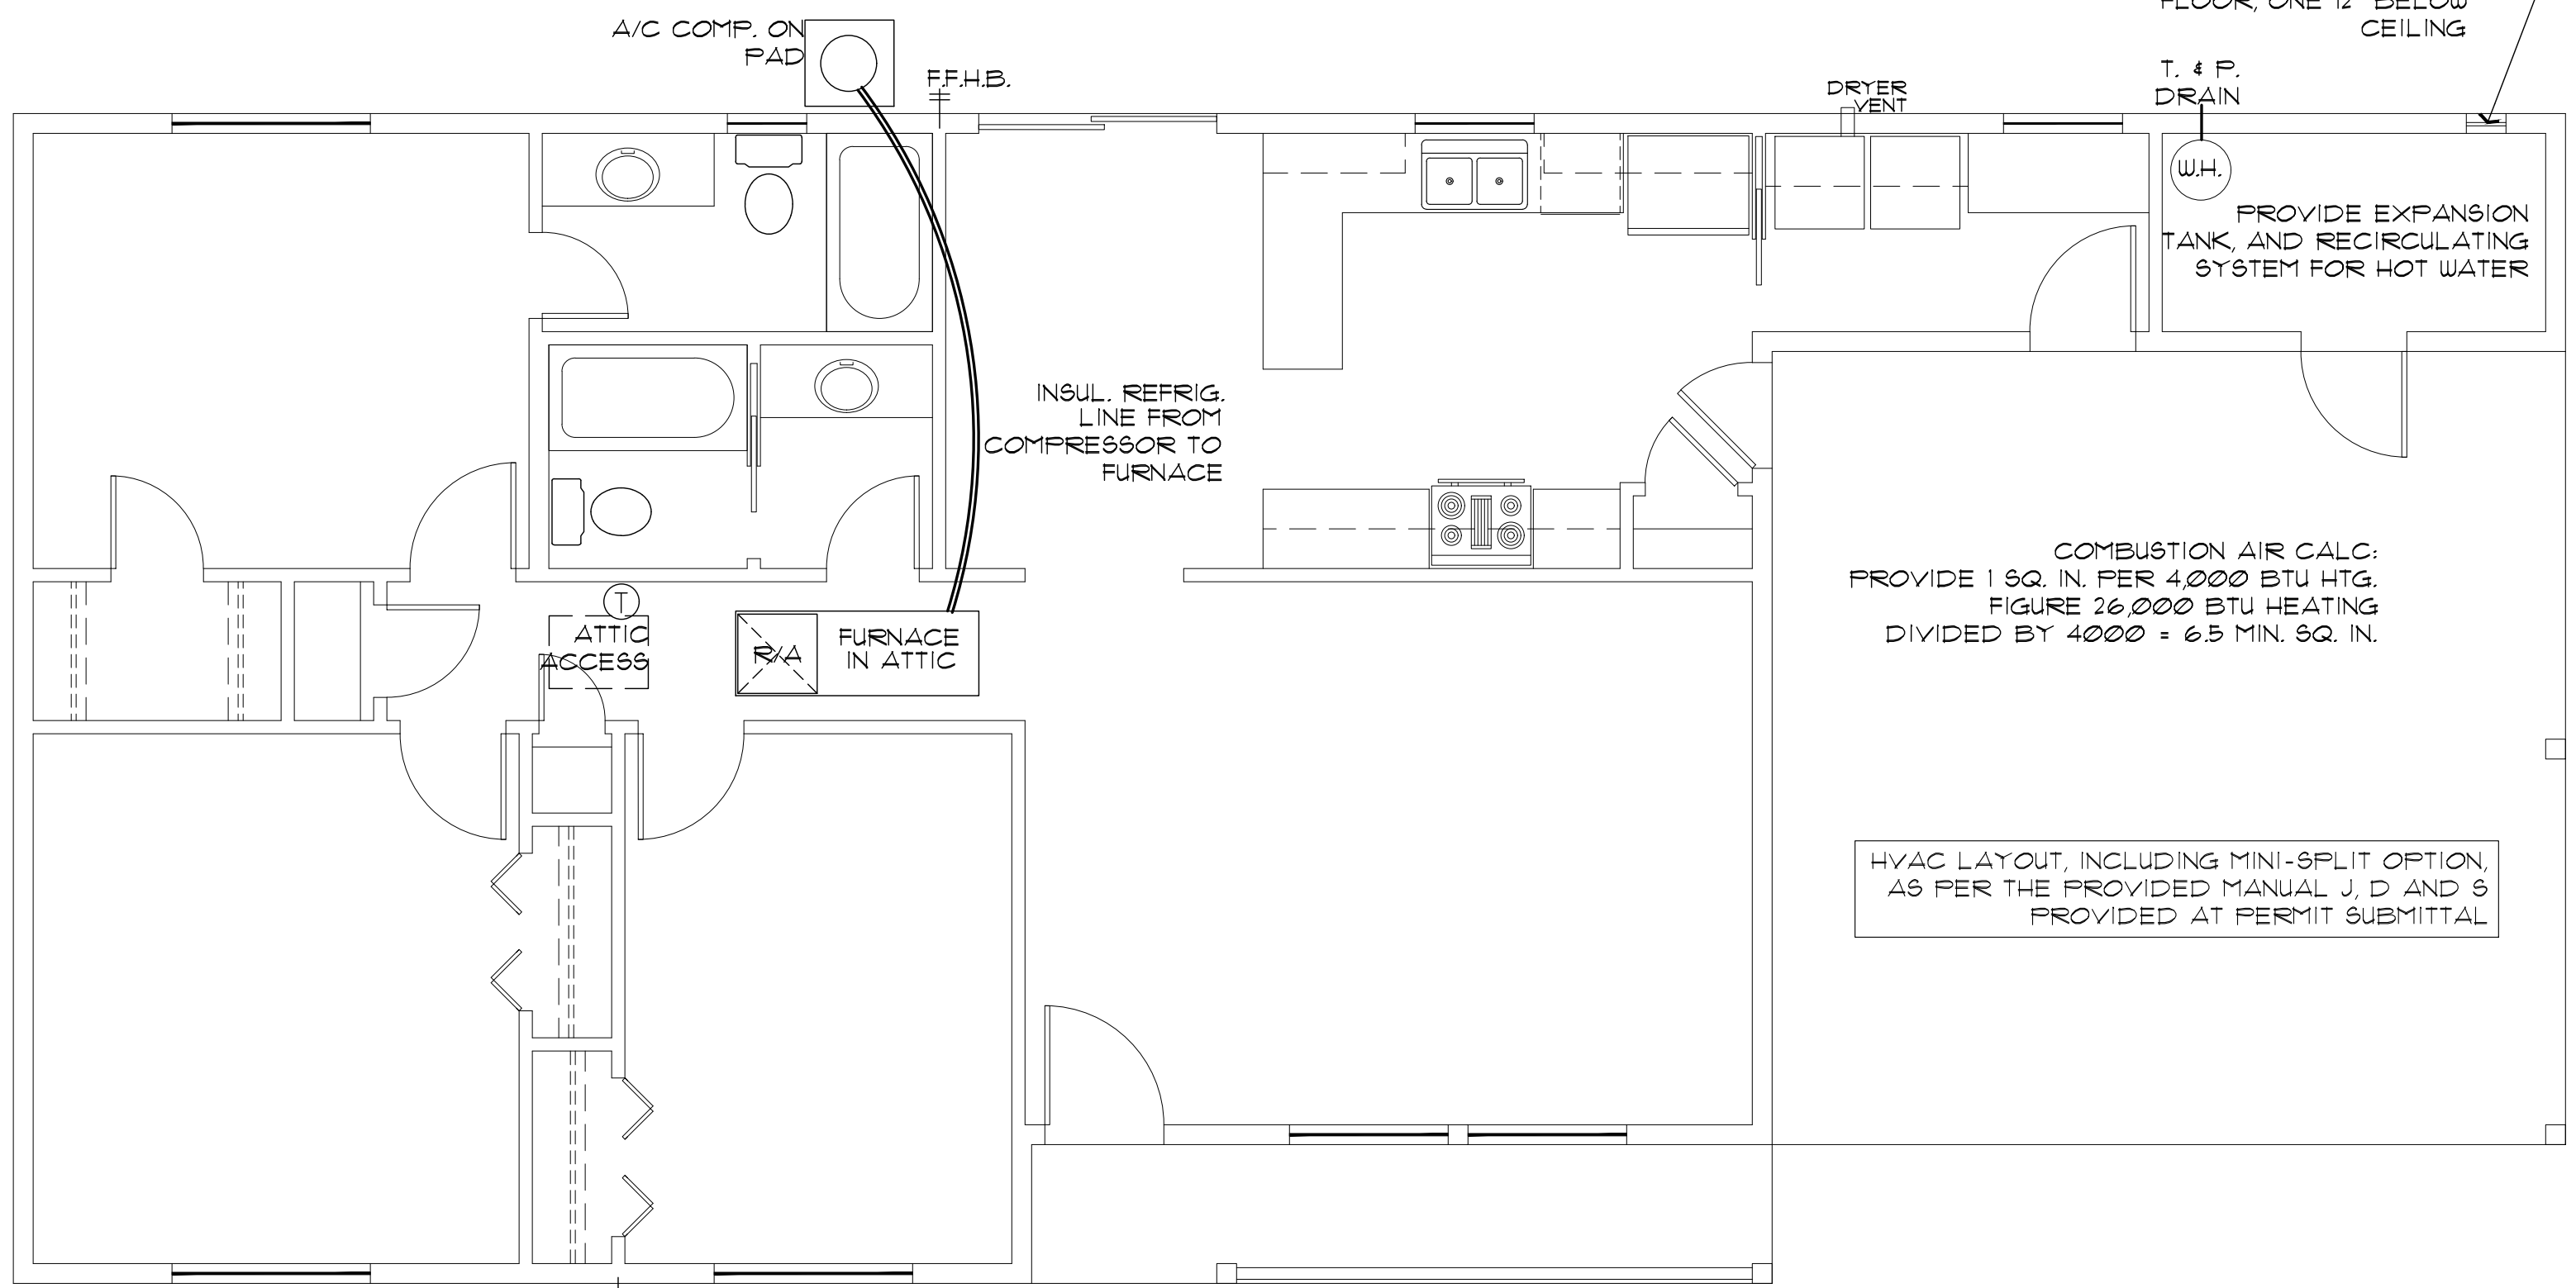 FLOOR, ONE 12" BELOW
CEILING
A/C COMP. ON
PAD
F.F.H.B.
DRYER
VENT
T. & P.
DRAIN
W.H.
PROVIDE EXPANSION
TANK, AND RECIRCULATING
SYSTEM FOR HOT WATER
INSUL. REFRIG.
LINE FROM
COMPRESSOR TO
FURNACE
COMBUSTION AIR CALC:
PROVIDE 1 SQ. IN. PER 4,000 BTU HTG.
FIGURE 26,000 BTU HEATING
DIVIDED BY 4000 = 6.5 MIN. SQ. IN.
T
ATTIC
ACCESS
R/A
FURNACE
IN ATTIC
HVAC LAYOUT, INCLUDING MINI-SPLIT OPTION,
AS PER THE PROVIDED MANUAL J, D AND S
PROVIDED AT PERMIT SUBMITTAL